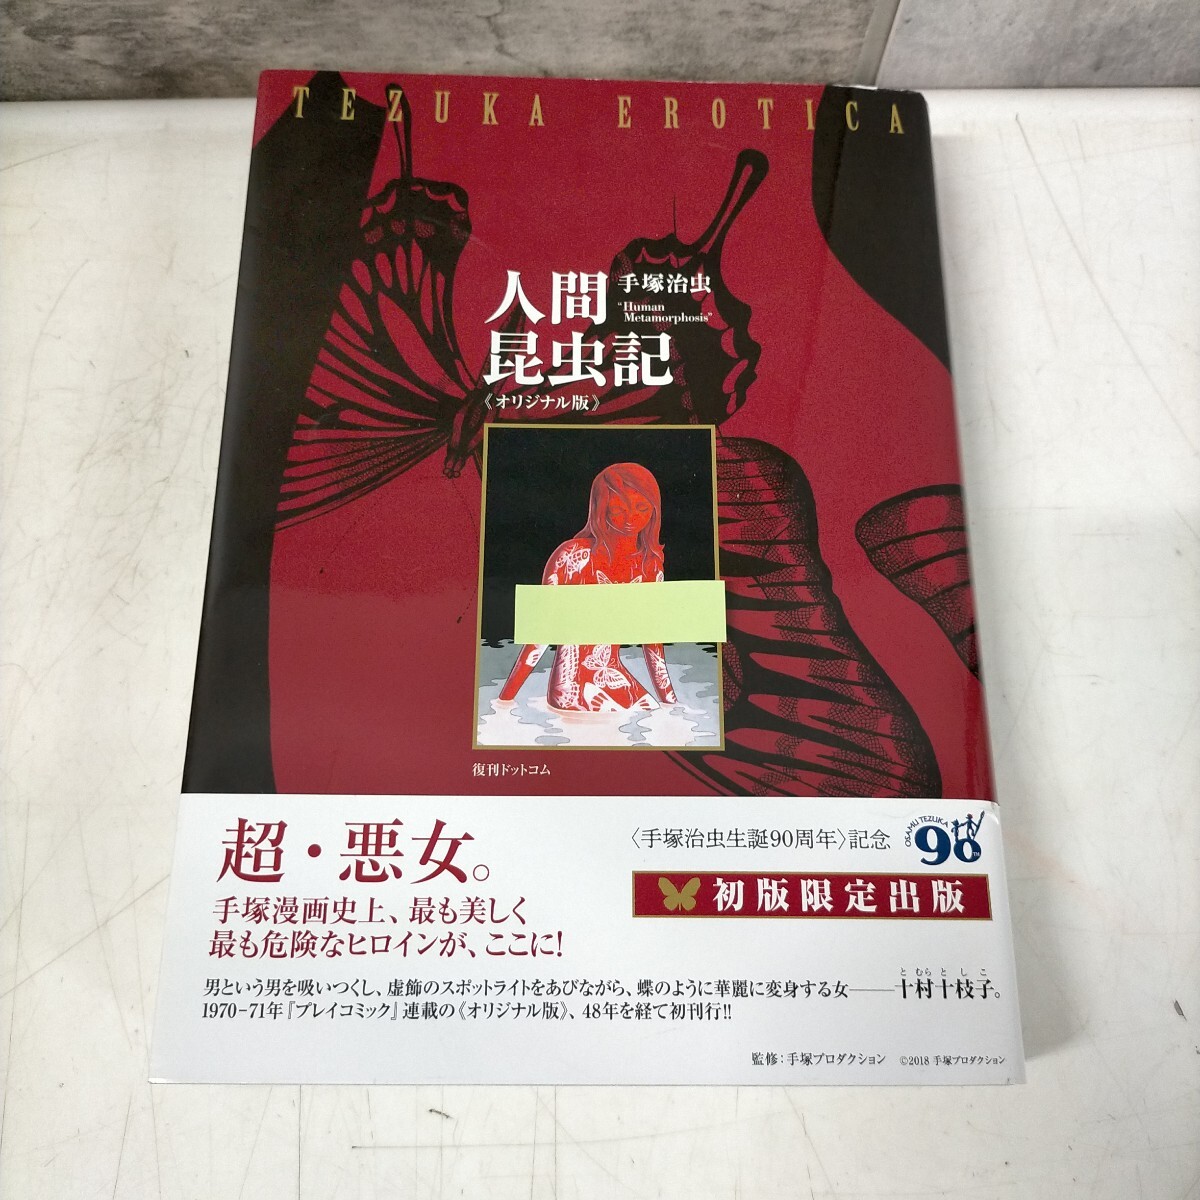 TEZUKA EROTICA
人間
昆虫記
手塚治虫
“Human
Metamorphosis”
《オリジナル版》
復刊ドットコム
超・悪女。
手塚漫画史上、最も美しく
最も危険なヒロインが、ここに!
〈手塚治虫生誕90周年〉記念
OSAMU TEZUKA
90
TM
初版限定出版
男という男を吸いつくし、虚飾のスポットライトをあびながら、蝶のように華麗に変身する女――十村十枝子。
とむらとしこ
1970-71年『プレイコミック』連載の《オリジナル版》、48年を経て初刊行!!
監修:手塚プロダクション ©2018 手塚プロダクション